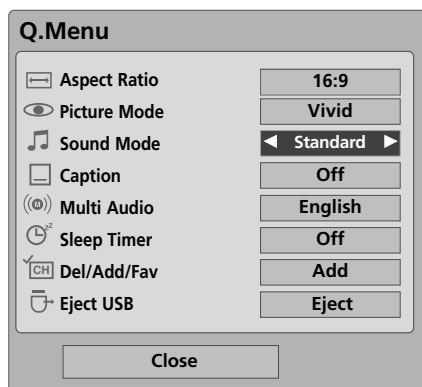 Q.Menu
Aspect Ratio 16:9
Picture Mode Vivid
Sound Mode ◀ Standard ▶
Caption Off
Multi Audio English
Sleep Timer Off
Del/Add/Fav Add
Eject USB Eject
Close